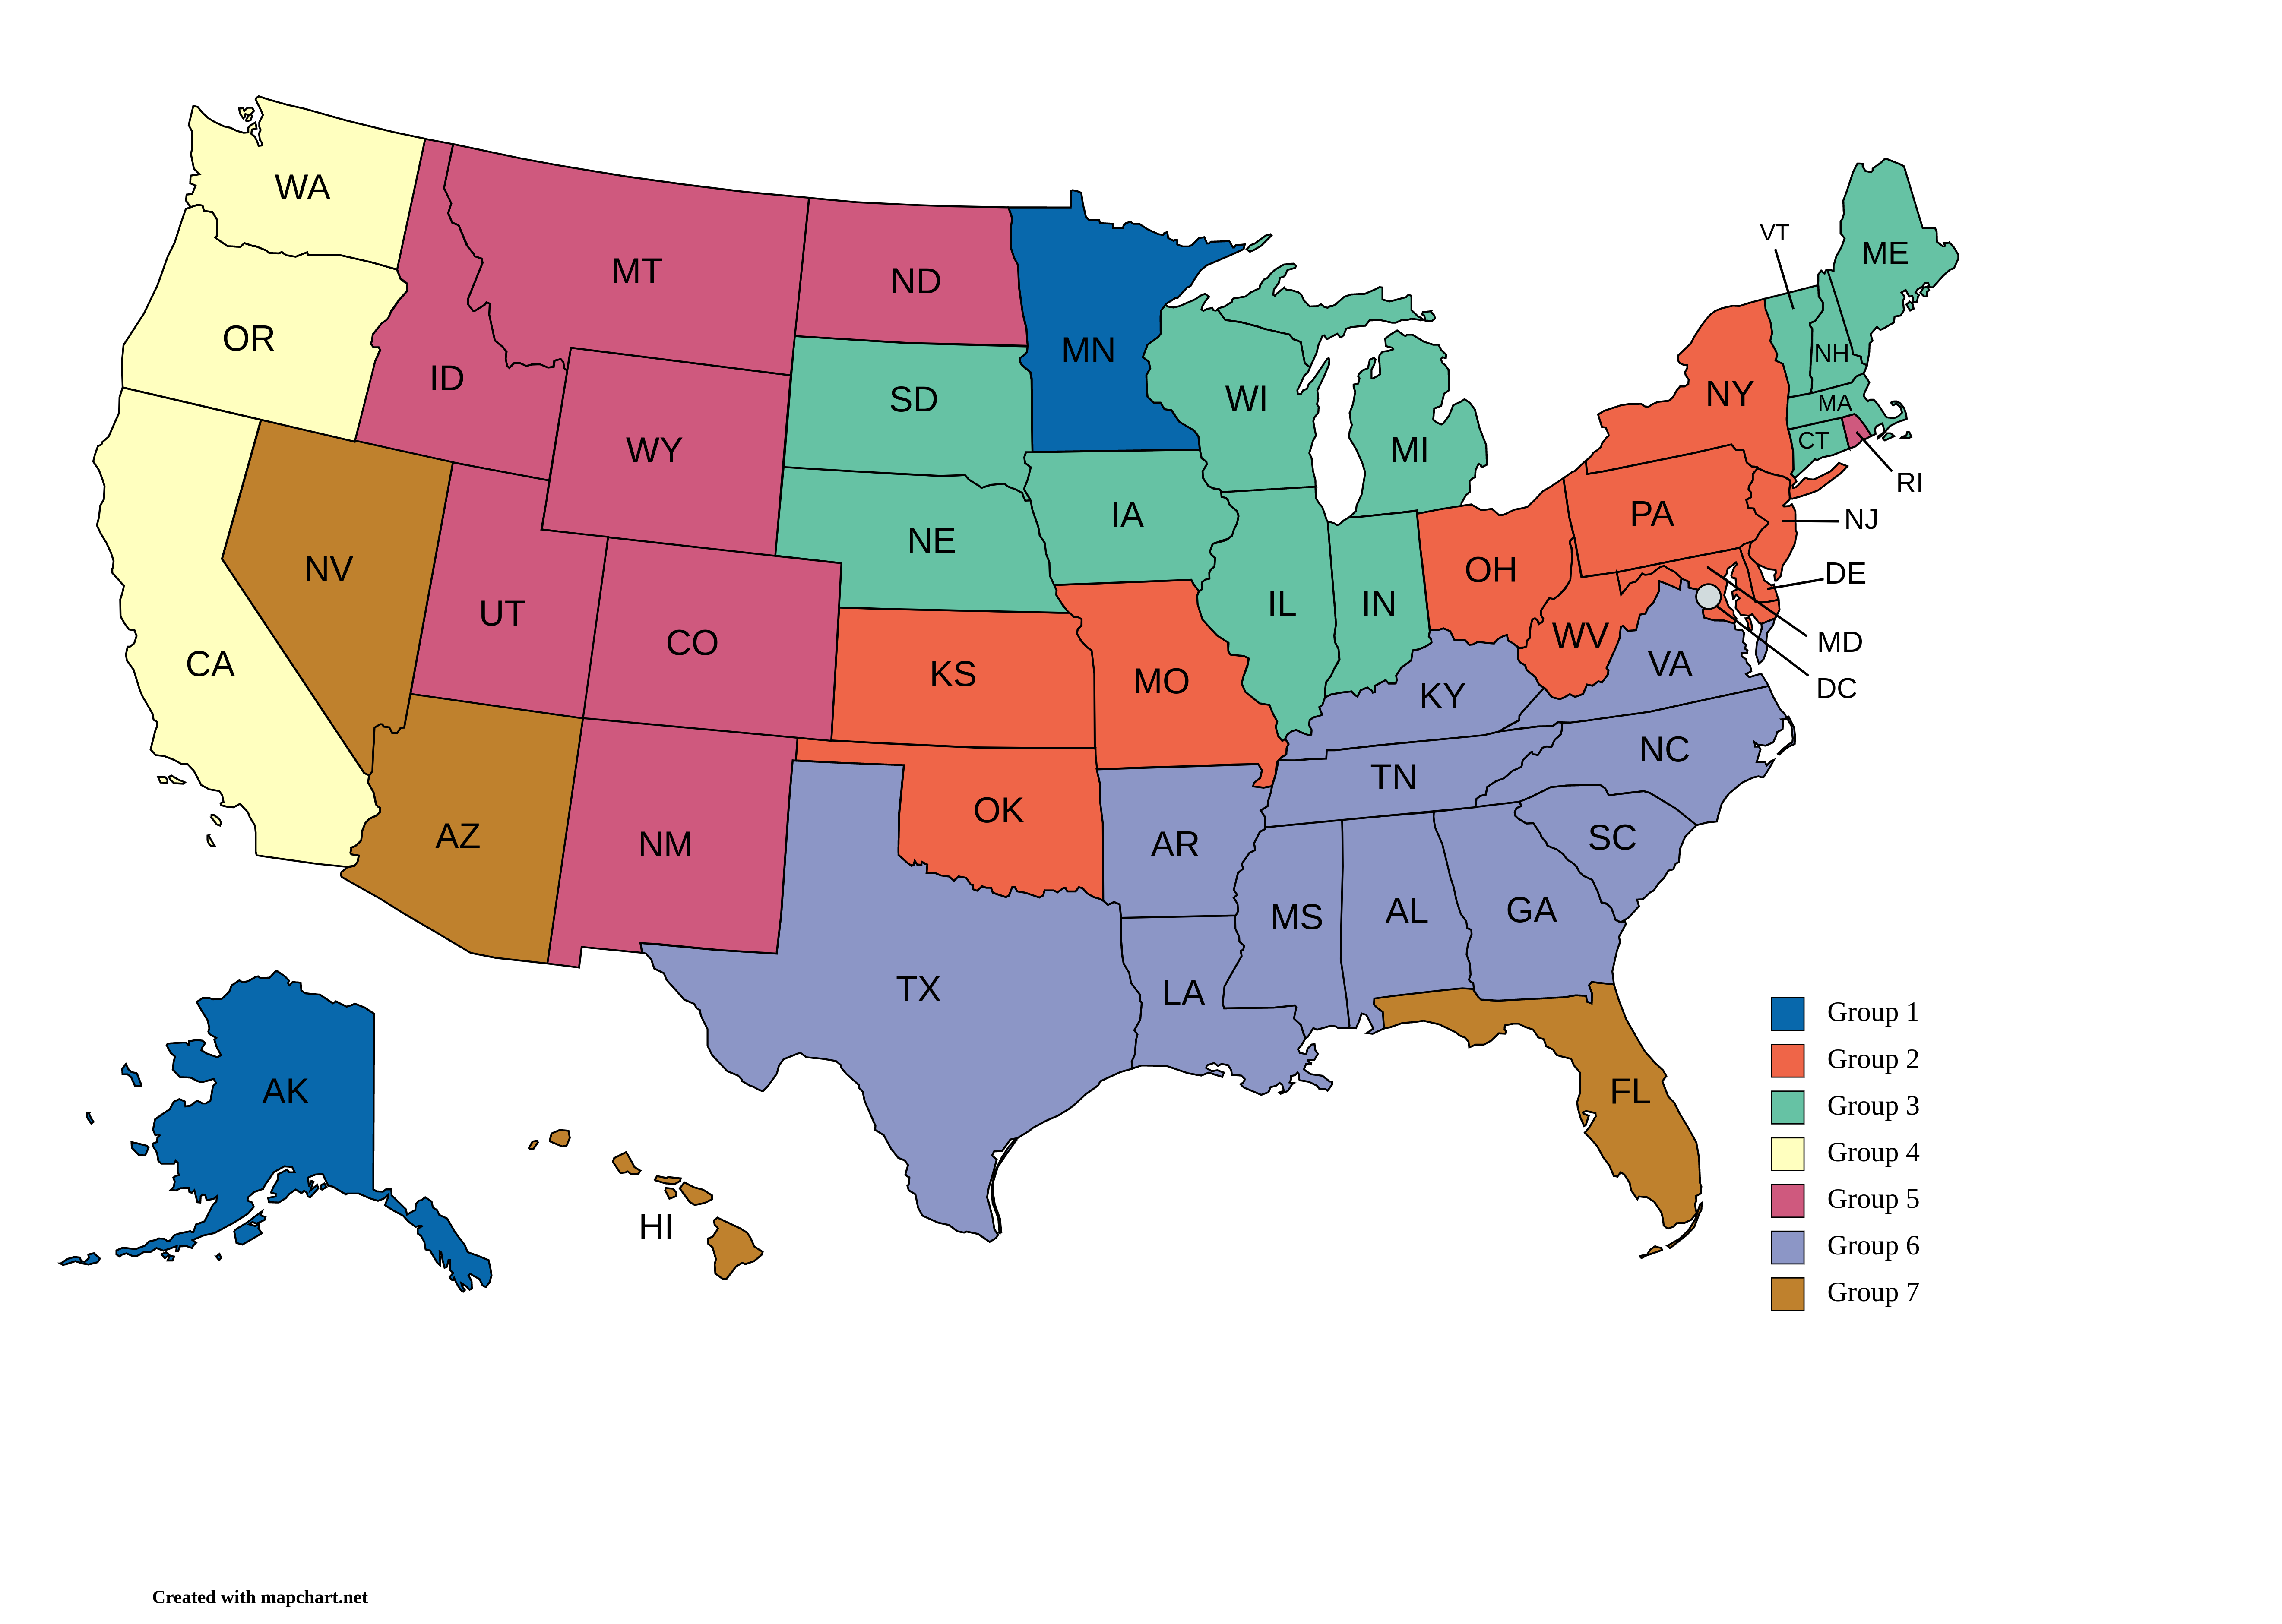 WA
OR
CA
ID
NV
MT
WY
UT
CO
AZ
NM
ND
SD
NE
KS
OK
TX
MN
IA
MO
AR
LA
WI
IL
MI
IN
OH
KY
TN
MS
AL
GA
FL
SC
NC
VA
WV
PA
NY
VT
NH
ME
MA
CT
RI
NJ
DE
MD
DC
AK
HI
Group 1
Group 2
Group 3
Group 4
Group 5
Group 6
Group 7
Created with mapchart.net